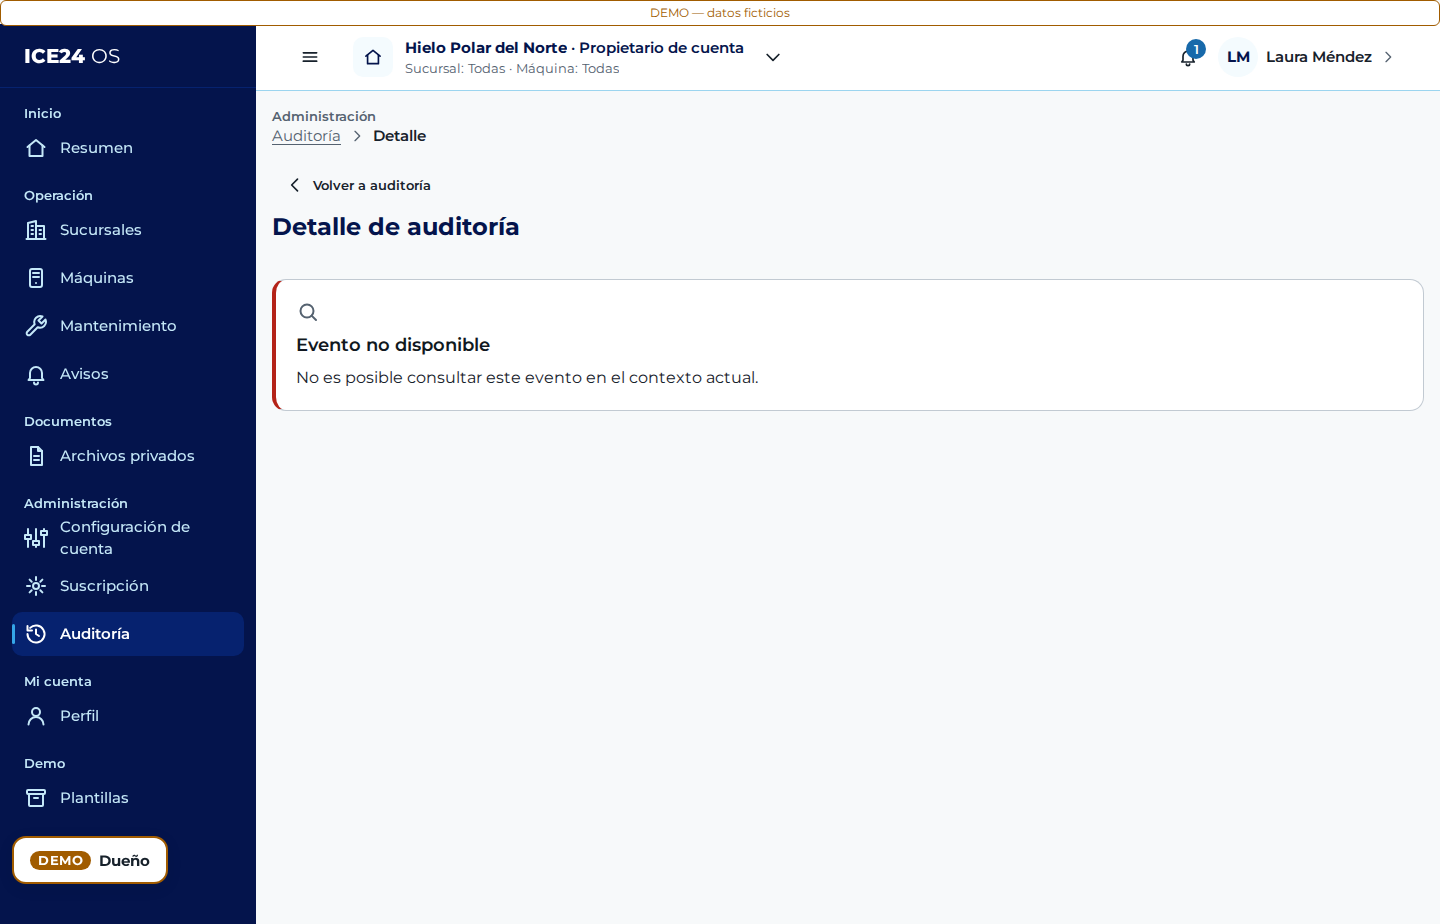 DEMO — datos ficticios
ICE24 OS
Inicio
Resumen
Operación
Sucursales
Máquinas
Mantenimiento
Avisos
Documentos
Archivos privados
Administración
Configuración de
cuenta
Suscripción
Auditoría
Mi cuenta
Perfil
Demo
Plantillas
DEMO Dueño
Hielo Polar del Norte · Propietario de cuenta
Sucursal: Todas · Máquina: Todas
1
LM Laura Méndez
Administración
Auditoría Detalle
Volver a auditoría
Detalle de auditoría
Evento no disponible
No es posible consultar este evento en el contexto actual.